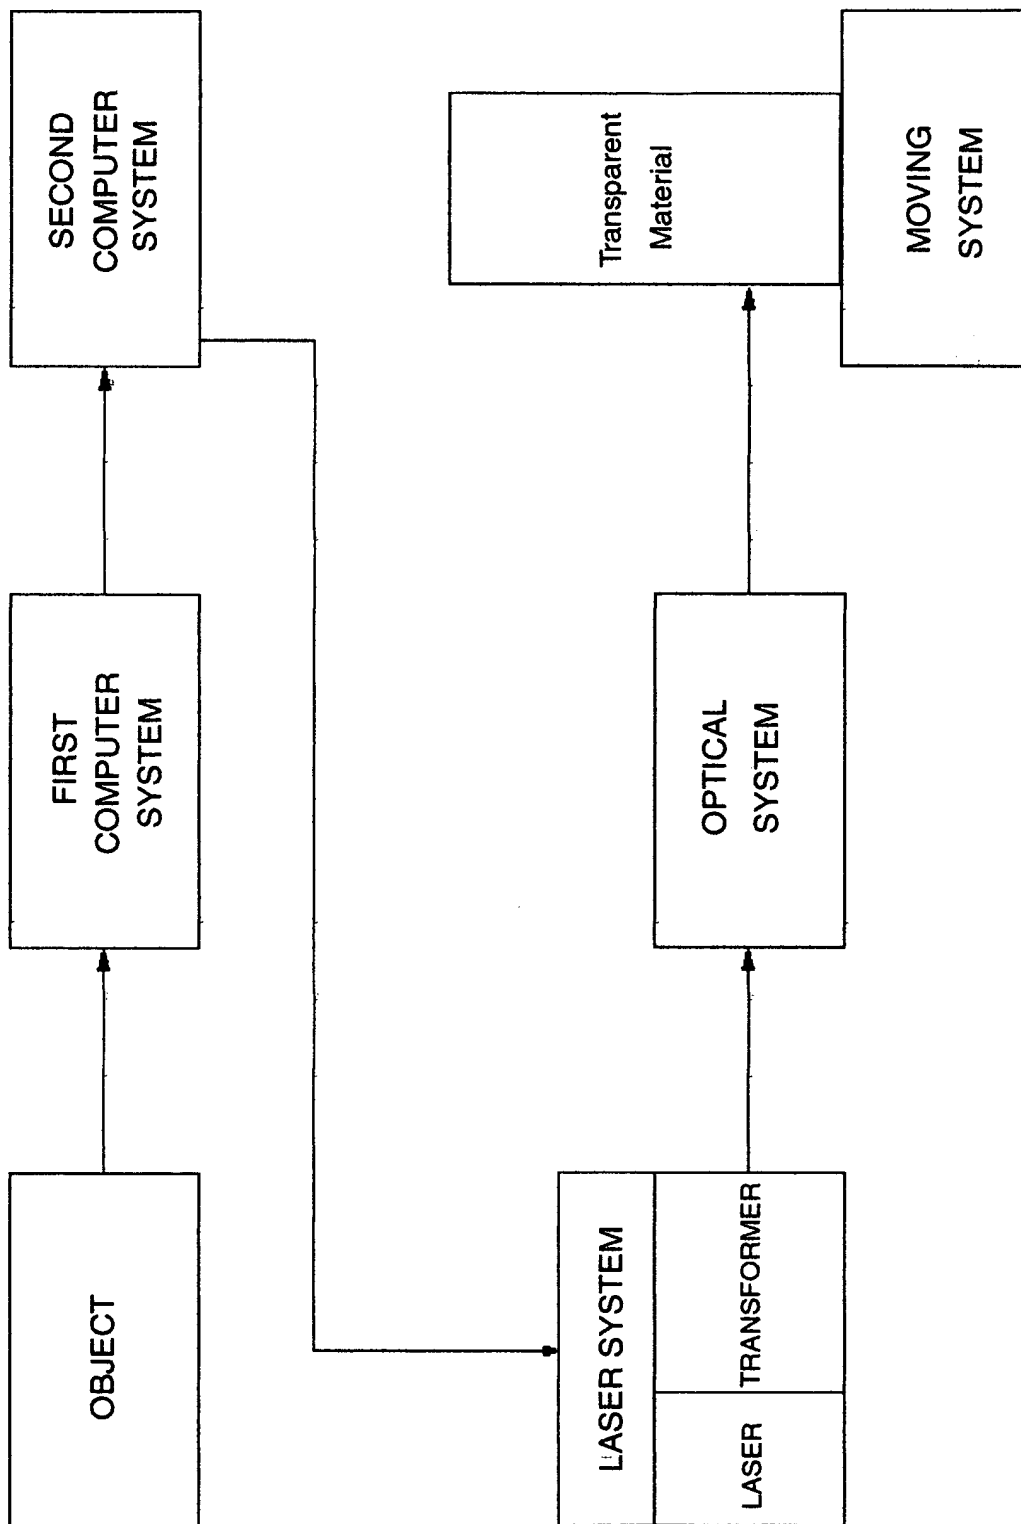 OBJECT
FIRST
COMPUTER
SYSTEM
SECOND
COMPUTER
SYSTEM
LASER SYSTEM
LASER
TRANSFORMER
OPTICAL
SYSTEM
Transparent
Material
MOVING
SYSTEM